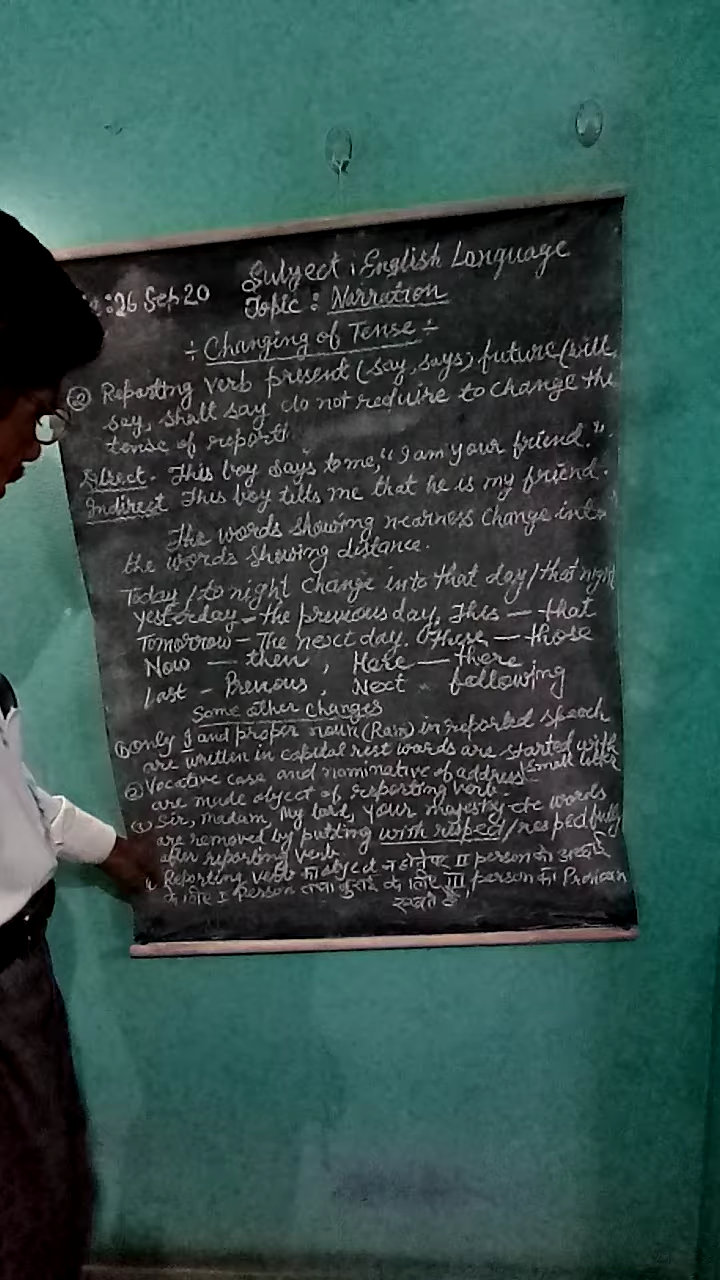 :26 Sep 20 Subject : English Language
Topic : Narration
÷ Changing of Tense ÷
② Reporting verb present (say, says) future (will
say, shall say do not reduire to change the
tense of report
Direct - This boy says to me, "I am your friend."
Indirect This boy tells me that he is my friend.
The words showing nearness change into
the words showing distance.
Today / to night change into that day / that night
yesterday - the previous day, This - that
Tomorrow - The next day. These - those
Now - then, Here - there
Last - Previous, Next - following
Some other changes
① only I and proper noun (Ram) in reported speech
are written in capital rest words are started with
small letter
② Vocative case and nominative of address
are made object of reporting verb.
Sir, madam, My lord, your majesty etc words
are removed by putting with respect / respectfully
after reporting verb
Reporting verb का object न होने पर II person को
के लिए I person तथा के लिए III person का
रखते हैं